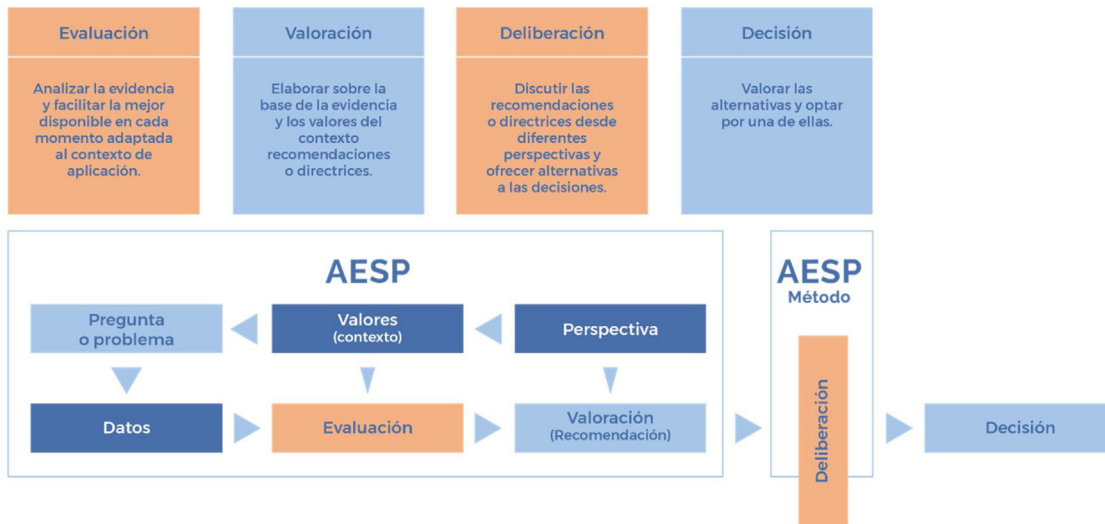 Evaluación
Analizar la evidencia
y facilitar la mejor
disponible en cada
momento adaptada
al contexto de
aplicación.
Valoración
Elaborar sobre la
base de la evidencia
y los valores del
contexto
recomendaciones
o directrices.
Deliberación
Discutir las
recomendaciones
o directrices desde
diferentes
perspectivas y
ofrecer alternativas
a las decisiones.
Decisión
Valorar las
alternativas y optar
por una de ellas.
AESP
Pregunta
o problema
Valores
(contexto)
Perspectiva
Datos
Evaluación
Valoración
(Recomendación)
AESP
Método
Deliberación
Decisión